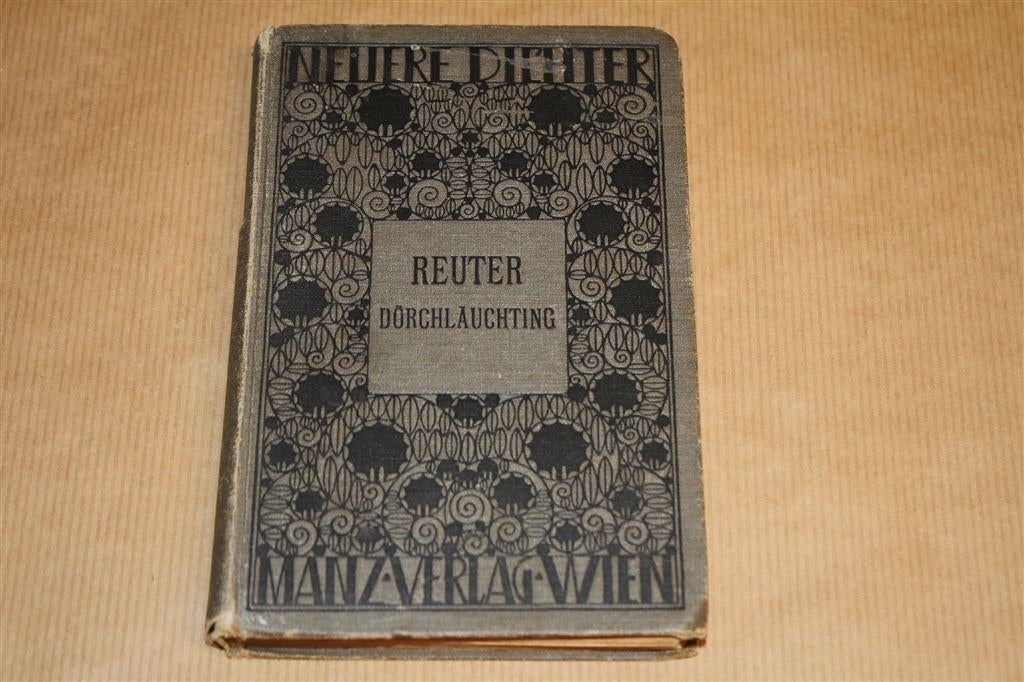 NEUERE DICHTER
REUTER
DÖRCHLÄUCHTING
MANZ·VERLAG·WIEN